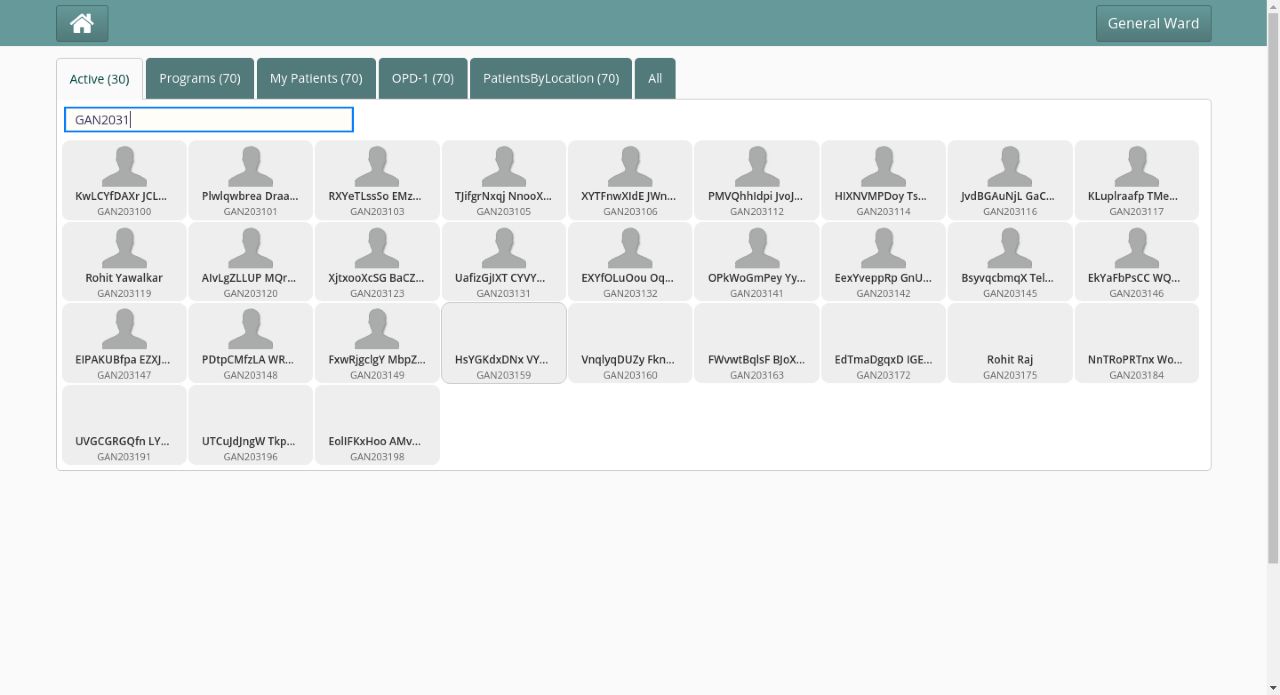 General Ward
Active (30)
Programs (70)
My Patients (70)
OPD-1 (70)
PatientsByLocation (70)
All
GAN2031
KwLCYfDAXr JCL...
GAN203100
Plwlqwbrea Draa...
GAN203101
RXYeTLssSo EMz...
GAN203103
TJifgrNxqj NnooX...
GAN203105
XYTFnwXIdE JWn...
GAN203106
PMVQhhIdpi JvoJ...
GAN203112
HIXNVMPDoy Ts...
GAN203114
JvdBGAuNjL GaC...
GAN203116
KLuplraafp TMe...
GAN203117
Rohit Yawalkar
GAN203119
AIvLgZLLUP MQr...
GAN203120
XjtxooXcSG BaCZ...
GAN203123
UafizGjIXT CYVY...
GAN203131
EXYfOLuOou Oq...
GAN203132
OPkWoGmPey Yy...
GAN203141
EexYveppRp GnU...
GAN203142
BsyvqcbmqX Tel...
GAN203145
EkYaFbPsCC WQ...
GAN203146
EIPAKUBfpa EZXJ...
GAN203147
PDtpCMfzLA WR...
GAN203148
FxwRjgclgY MbpZ...
GAN203149
HsYGKdxDNx VY...
GAN203159
VnqlyqDUZy Fkn...
GAN203160
FWvwtBqlsF BJoX...
GAN203163
EdTmaDgqxD IGE...
GAN203172
Rohit Raj
GAN203175
NnTRoPRTnx Wo...
GAN203184
UVGCGRGQfn LY...
GAN203191
UTCuJdJngW Tkp...
GAN203196
EolIFKxHoo AMv...
GAN203198